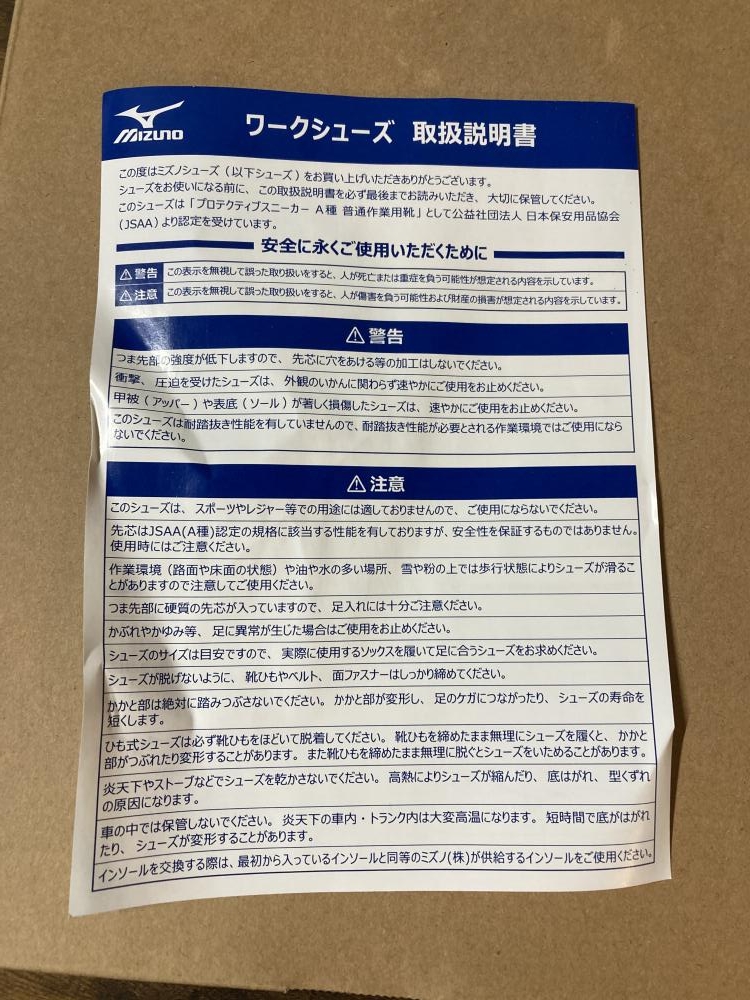 MIZUNO
ワークシューズ 取扱説明書
この度はミズノシューズ（以下シューズ）をお買い上げいただきありがとうございます。
シューズをお使いになる前に、この取扱説明書を必ず最後までお読みいただき、大切に保管してください。
このシューズは「プロテクティブスニーカー A種 普通作業用靴」として公益社団法人 日本保安用品協会
(JSAA)より認定を受けています。
安全に永くご使用いただくために
⚠警告 この表示を無視して誤った取り扱いをすると、人が死亡または重症を負う可能性が想定される内容を示しています。
⚠注意 この表示を無視して誤った取り扱いをすると、人が傷害を負う可能性および財産の損害が想定される内容を示しています。
⚠警告
つま先部の強度が低下しますので、先芯に穴をあける等の加工はしないでください。
衝撃、圧迫を受けたシューズは、外観のいかんに関わらず速やかにご使用をお止めください。
甲被（アッパー）や表底（ソール）が著しく損傷したシューズは、速やかにご使用をお止めください。
このシューズは耐踏抜き性能を有していませんので、耐踏抜き性能が必要とされる作業環境ではご使用になら
ないでください。
⚠注意
このシューズは、スポーツやレジャー等での用途には適しておりませんので、ご使用にならないでください。
先芯はJSAA(A種)認定の規格に該当する性能を有しておりますが、安全性を保証するものではありません。
使用時にはご注意ください。
作業環境（路面や床面の状態）や油や水の多い場所、雪や粉の上では歩行状態によりシューズが滑るこ
とがありますので注意してご使用ください。
つま先部に硬質の先芯が入っていますので、足入れには十分ご注意ください。
かぶれやかゆみ等、足に異常が生じた場合はご使用をお止めください。
シューズのサイズは目安ですので、実際に使用するソックスを履いて足に合うシューズをお求めください。
シューズが脱げないように、靴ひもやベルト、面ファスナーはしっかり締めてください。
かかと部は絶対に踏みつぶさないでください。かかと部が変形し、足のケガにつながったり、シューズの寿命を
短くします。
ひも式シューズは必ず靴ひもをほどいて脱着してください。靴ひもを締めたまま無理にシューズを履くと、かかと
部がつぶれたり変形することがあります。また靴ひもを締めたまま無理に脱ぐとシューズをいためることがあります。
炎天下やストーブなどでシューズを乾かさないでください。高熱によりシューズが縮んだり、底はがれ、型くずれ
の原因になります。
車の中では保管しないでください。炎天下の車内・トランク内は大変高温になります。短時間で底がはがれ
たり、シューズが変形することがあります。
インソールを交換する際は、最初から入っているインソールと同等のミズノ(株)が供給するインソールをご使用ください。